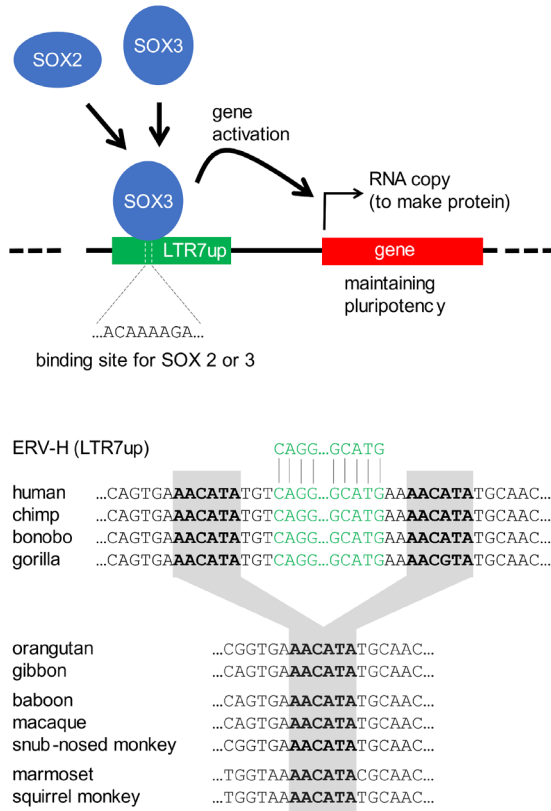 SOX2
SOX3
gene
activation
SOX3
RNA copy
(to make protein)
LTR7up
gene
maintaining
pluripotency
...ACAAAAGA...
binding site for SOX 2 or 3
ERV-H (LTR7up) CAGG...GCATG
human ...CAGTGAAACATATGTCAGG...GCATGAAAACATATGCAAC...
chimp ...CAGTGAAACATATGTCAGG...GCATGAAAACATATGCAAC...
bonobo ...CAGTGAAACATATGTCAGG...GCATGAAAACATATGCAAC...
gorilla ...CAGTGAAACATATGTCAGG...GCATGAAAACGTATGCAAC...
orangutan ...CGGTGAAACATATGCAAC...
gibbon ...CAGTGAAACATATGCAAC...
baboon ...CAGTGAAACATATGCAAC...
macaque ...CAGTGAAACATATGCAAC...
snub-nosed monkey ...CGGTGAAACATATGCAAC...
marmoset ...TGGTAAAACATACGCAAC...
squirrel monkey ...TGGTAAAACATATGCAAC...